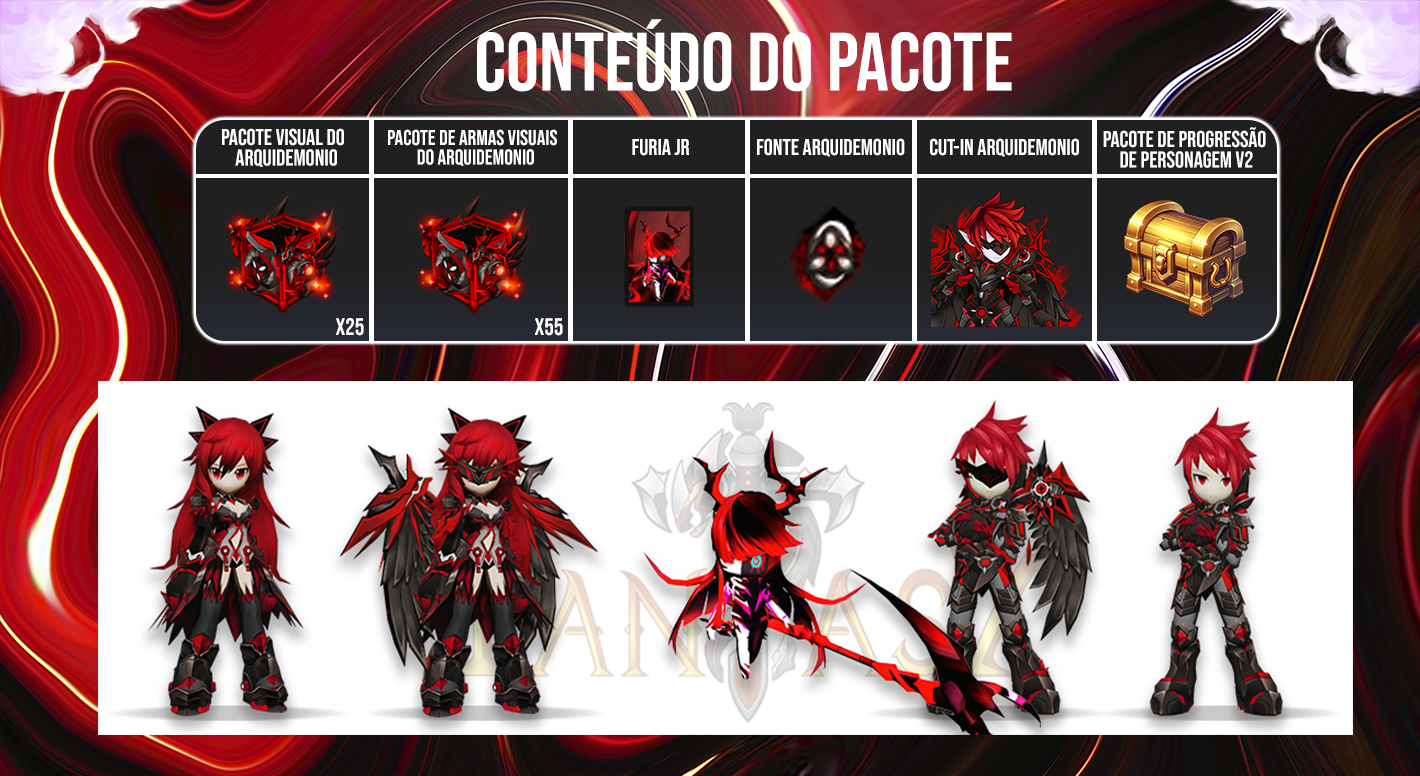 CONTEÚDO DO PACOTE
PACOTE VISUAL DO
ARQUIDEMONIO
PACOTE DE ARMAS VISUAIS
DO ARQUIDEMONIO
FURIA JR
FONTE ARQUIDEMONIO
CUT-IN ARQUIDEMONIO
PACOTE DE PROGRESSÃO
DE PERSONAGEM V2
X25
X55